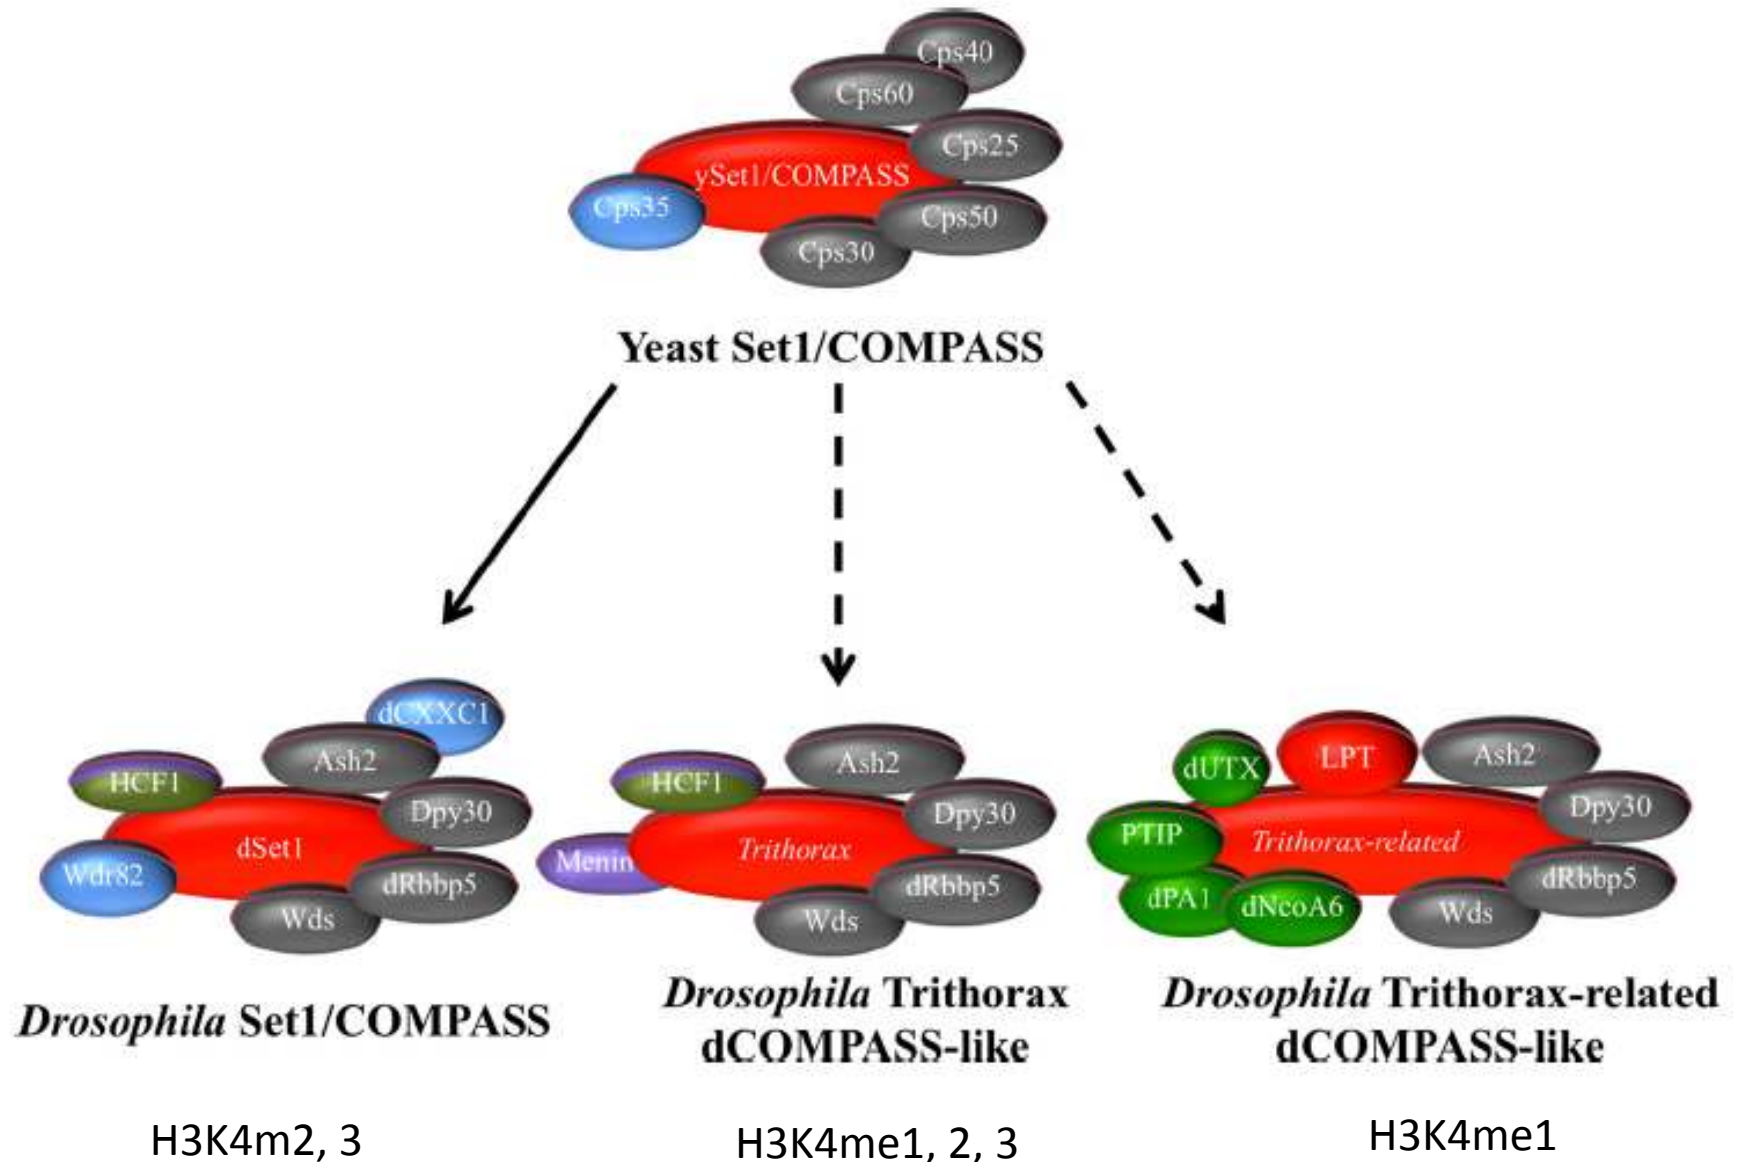 Cps40
Cps60
Cps25
ySet1/COMPASS
Cps35
Cps50
Cps30
Yeast Set1/COMPASS
dCXXC1
Ash2
HCF1
Dpy30
dSet1
Wdr82
dRbbp5
Wds
Drosophila Set1/COMPASS
H3K4m2, 3
Ash2
HCF1
Dpy30
Trithorax
Menin
dRbbp5
Wds
Drosophila Trithorax
dCOMPASS-like
H3K4me1, 2, 3
LPT
Ash2
dUTX
Dpy30
PTIP
Trithorax-related
dRbbp5
dPA1
dNcoA6
Wds
Drosophila Trithorax-related
dCOMPASS-like
H3K4me1